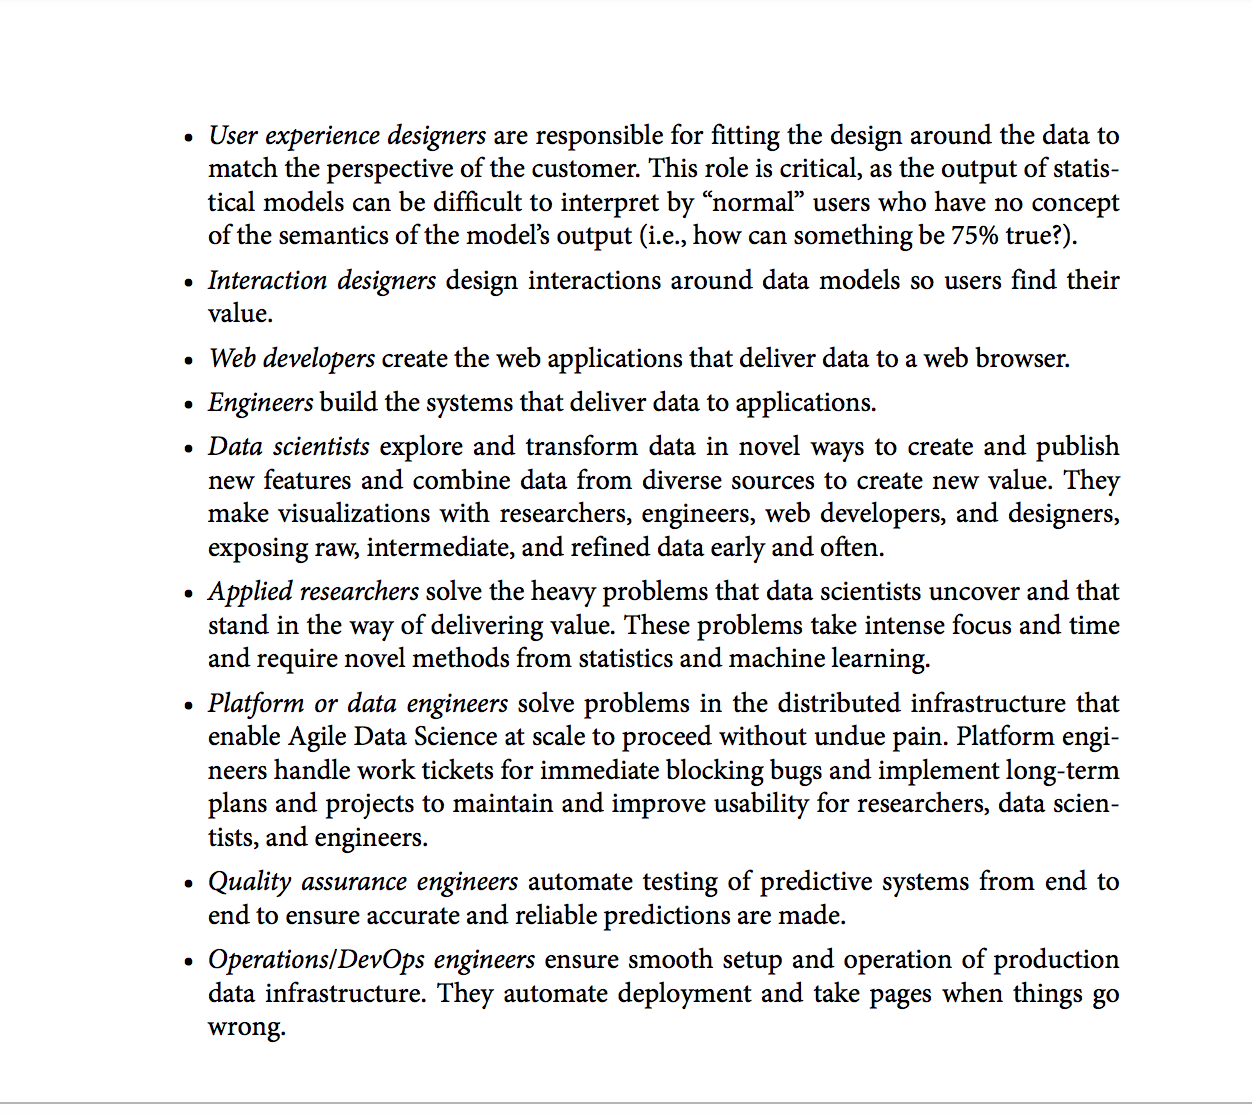 • User experience designers are responsible for fitting the design around the data to
match the perspective of the customer. This role is critical, as the output of statis-
tical models can be difficult to interpret by “normal” users who have no concept
of the semantics of the model’s output (i.e., how can something be 75% true?).
• Interaction designers design interactions around data models so users find their
value.
• Web developers create the web applications that deliver data to a web browser.
• Engineers build the systems that deliver data to applications.
• Data scientists explore and transform data in novel ways to create and publish
new features and combine data from diverse sources to create new value. They
make visualizations with researchers, engineers, web developers, and designers,
exposing raw, intermediate, and refined data early and often.
• Applied researchers solve the heavy problems that data scientists uncover and that
stand in the way of delivering value. These problems take intense focus and time
and require novel methods from statistics and machine learning.
• Platform or data engineers solve problems in the distributed infrastructure that
enable Agile Data Science at scale to proceed without undue pain. Platform engi-
neers handle work tickets for immediate blocking bugs and implement long-term
plans and projects to maintain and improve usability for researchers, data scien-
tists, and engineers.
• Quality assurance engineers automate testing of predictive systems from end to
end to ensure accurate and reliable predictions are made.
• Operations/DevOps engineers ensure smooth setup and operation of production
data infrastructure. They automate deployment and take pages when things go
wrong.